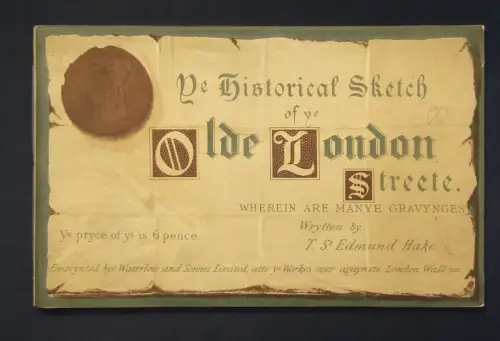 Ye Historical Sketch
of ye
Olde London
Streete.
WHEREIN ARE MANYE GRAVYNGES
Wrytten by
T. St Edmund Hake
Ye pryce of ye is 6 pence
Emprynted bye Waterlow and Sonnes Limited, atte ye Workes over agaynste London Wall